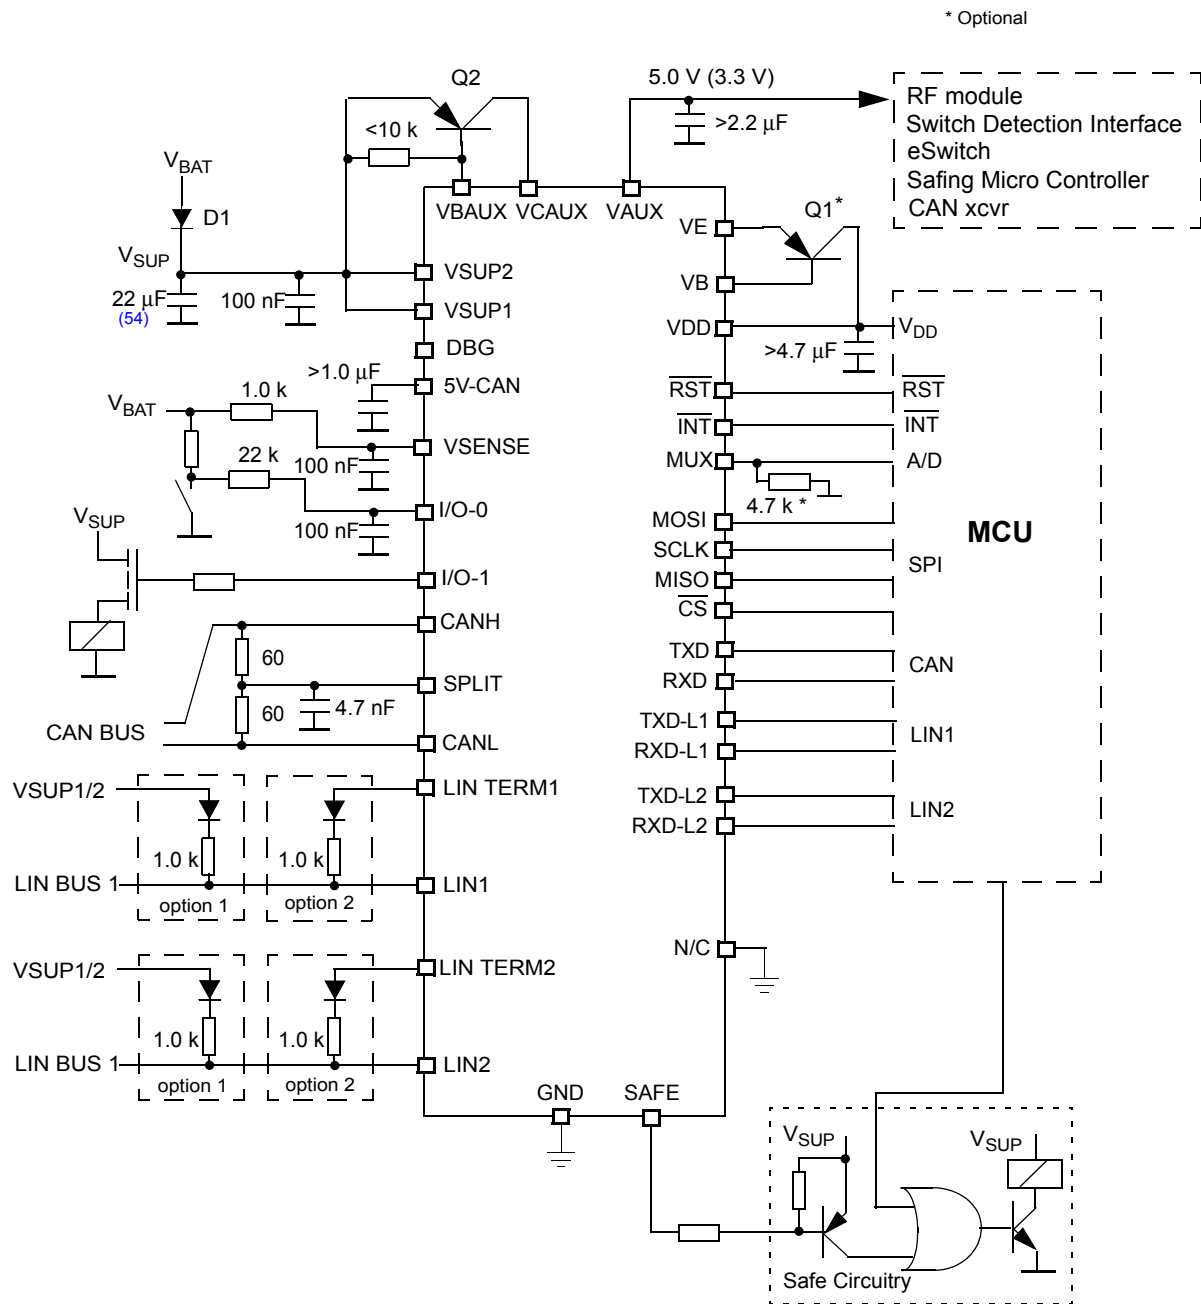 * Optional
Q2
5.0 V (3.3 V)
<10 k
>2.2 μF
RF module
Switch Detection Interface
eSwitch
Safing Micro Controller
CAN xcvr
VBAT
D1
VSUP
22 μF
(54)
100 nF
VBAUX
VCAUX
VAUX
VE
Q1*
VB
VSUP2
VSUP1
VDD
VDD
>4.7 μF
DBG
>1.0 μF
5V-CAN
RST
RST
INT
INT
VBAT
1.0 k
VSENSE
100 nF
MUX
A/D
4.7 k *
22 k
I/O-0
100 nF
MOSI
SCLK
MISO
CS
SPI
MCU
VSUP
I/O-1
CANH
60
SPLIT
60
4.7 nF
CAN BUS
CANL
TXD
RXD
CAN
TXD-L1
RXD-L1
LIN1
TXD-L2
RXD-L2
LIN2
VSUP1/2
LIN TERM1
1.0 k
1.0 k
LIN BUS 1
LIN1
option 1
option 2
N/C
VSUP1/2
LIN TERM2
1.0 k
1.0 k
LIN BUS 1
LIN2
option 1
option 2
GND
SAFE
VSUP
VSUP
Safe Circuitry